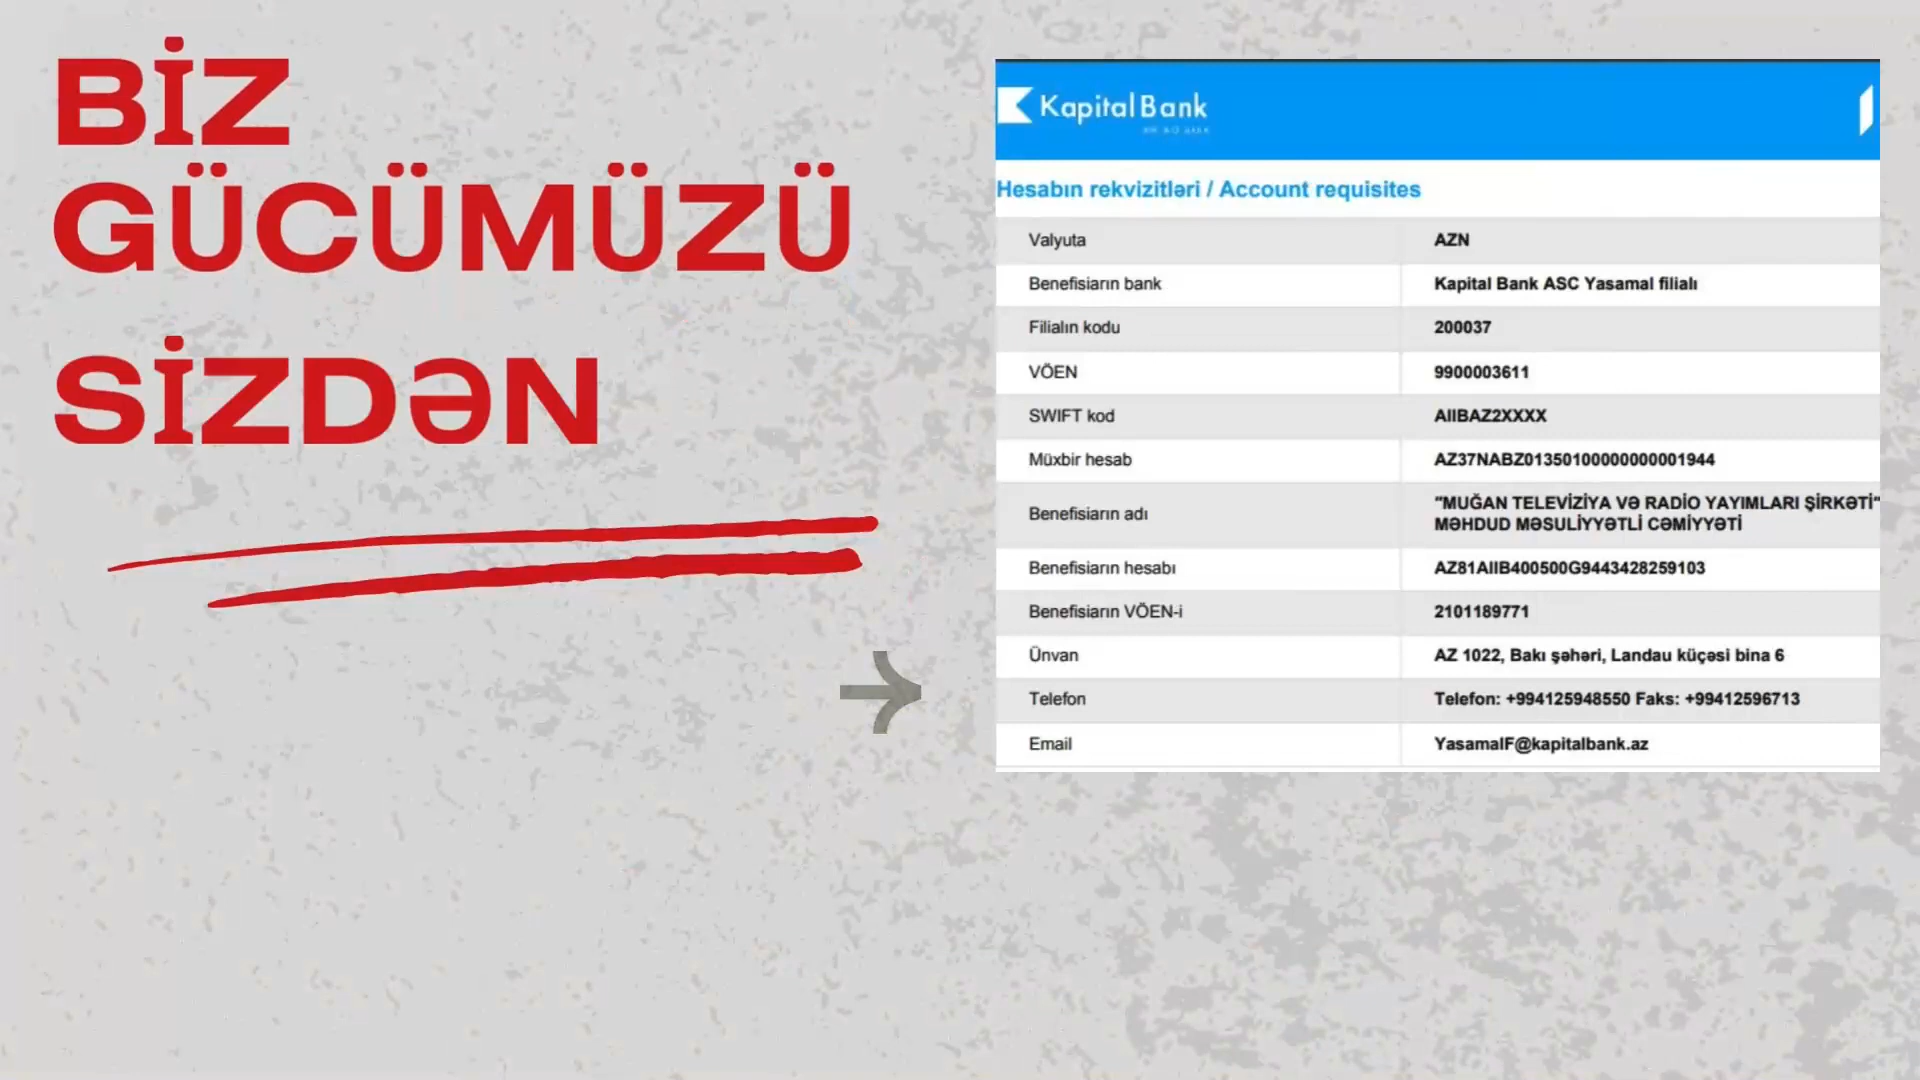 BİZ
GÜCÜMÜZÜ
SİZDƏN
Kapital Bank
Hesabın rekvizitləri / Account requisites
Valyuta AZN
Benefisiarın bank Kapital Bank ASC Yasamal filialı
Filialın kodu 200037
VÖEN 9900003611
SWIFT kod AIIBAZ2XXXX
Müxbir hesab AZ37NABZ01350100000000001944
Benefisiarın adı "MUĞAN TELEVİZİYA VƏ RADİO YAYIMLARI ŞİRKƏTİ"
MƏHDUD MƏSULİYYƏTLİ CƏMİYYƏTİ
Benefisiarın hesabı AZ81AIIB400500G9443428259103
Benefisiarın VÖEN-i 2101189771
Ünvan AZ 1022, Bakı şəhəri, Landau küçəsi bina 6
Telefon Telefon: +994125948550 Faks: +99412596713
Email YasamalF@kapitalbank.az